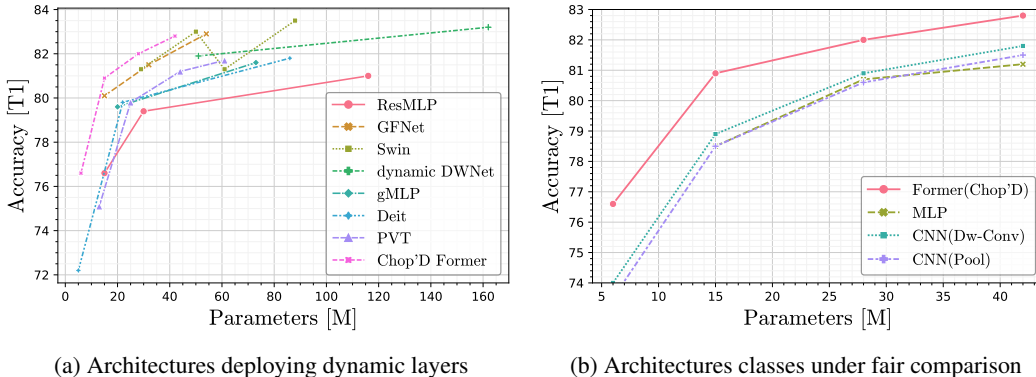 84
82
80
78
76
74
72
Accuracy [T1]
0
20
40
60
80
100
120
140
160
Parameters [M]
ResMLP
GFNet
Swin
dynamic DWNet
gMLP
Deit
PVT
Chop'D Former
(a) Architectures deploying dynamic layers
83
82
81
80
79
78
77
76
75
74
Accuracy [T1]
5
10
15
20
25
30
35
40
Parameters [M]
Former(Chop'D)
MLP
CNN(Dw-Conv)
CNN(Pool)
(b) Architectures classes under fair comparison